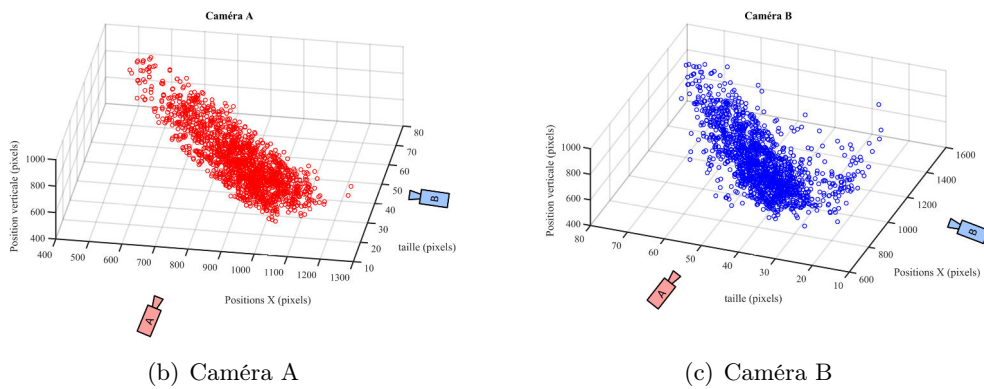 Caméra A
Position verticale (pixels)
1000
800
600
400
400
500
600
700
800
900
1000
1100
1200
1300
Positions X (pixels)
10
20
30
40
50
60
70
80
taille (pixels)
A
B
(b) Caméra A
Caméra B
Position verticale (pixels)
1000
800
600
400
80
70
60
50
40
30
20
10
taille (pixels)
600
800
1000
1200
1400
1600
Positions X (pixels)
A
B
(c) Caméra B